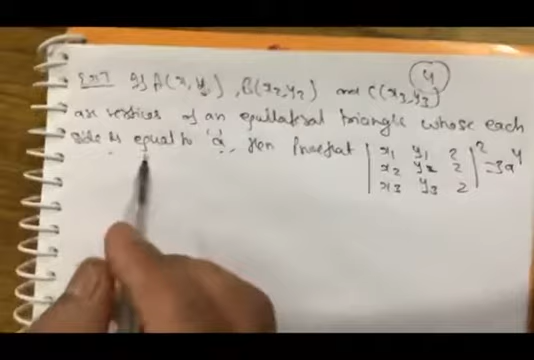 Ex:7 If A(x, y₁), B(x₂, y₂) and C(x₃, y₃) 4
are vertices of an equilateral triangle whose each
side is equal to 'a', then Prove that | x₁ y₁ 2 |² = 3a⁴
x₂ y₂ 2
x₃ y₃ 2